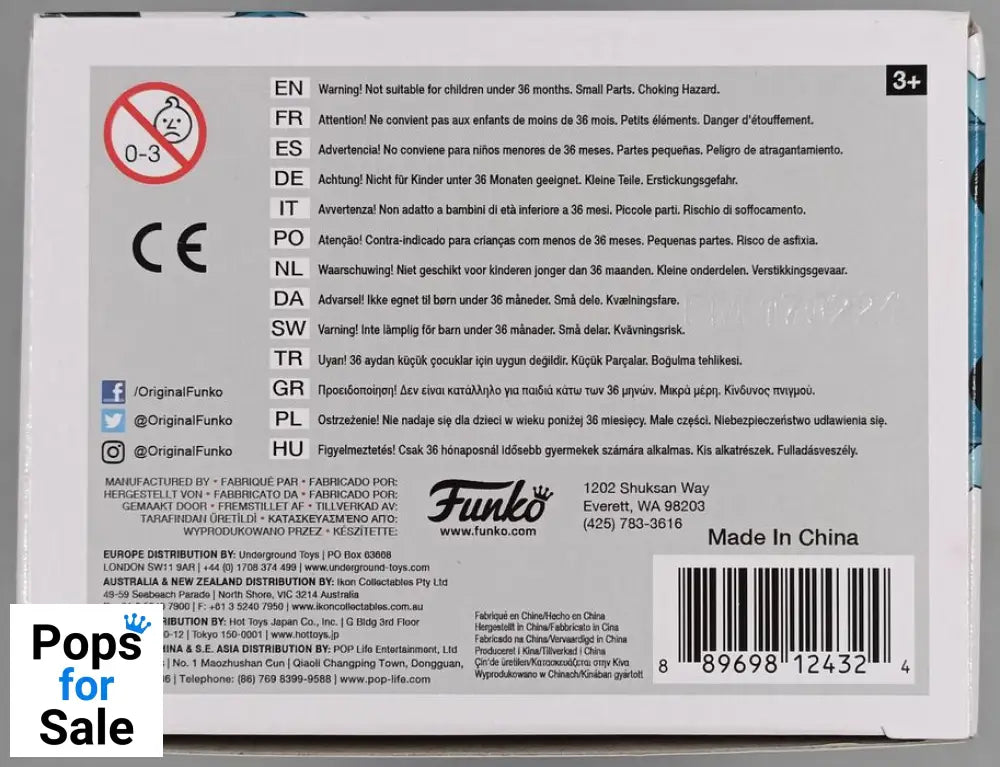 3+
0-3
EN Warning! Not suitable for children under 36 months. Small Parts. Choking Hazard.
FR Attention! Ne convient pas aux enfants de moins de 36 mois. Petits éléments. Danger d'étouffement.
ES Advertencia! No conviene para niños menores de 36 meses. Partes pequeñas. Peligro de atragantamiento.
DE Achtung! Nicht für Kinder unter 36 Monaten geeignet. Kleine Teile. Erstickungsgefahr.
IT Avvertenza! Non adatto a bambini di età inferiore a 36 mesi. Piccole parti. Rischio di soffocamento.
PO Atenção! Contra-indicado para crianças com menos de 36 meses. Pequenas partes. Risco de asfixia.
NL Waarschuwing! Niet geschikt voor kinderen jonger dan 36 maanden. Kleine onderdelen. Verstikkingsgevaar.
DA Advarsel! Ikke egnet til børn under 36 måneder. Små dele. Kvælningsfare.
SW Varning! Inte lämplig för barn under 36 månader. Små delar. Kvävningsrisk.
TR Uyarı! 36 aydan küçük çocuklar için uygun değildir. Küçük Parçalar. Boğulma tehlikesi.
GR Προειδοποίηση! Δεν είναι κατάλληλο για παιδιά κάτω των 36 μηνών. Μικρά μέρη. Κίνδυνος πνιγμού.
PL Ostrzeżenie! Nie nadaje się dla dzieci w wieku poniżej 36 miesięcy. Małe części. Niebezpieczeństwo udławienia się.
HU Figyelmeztetés! Csak 36 hónaposnál idősebb gyermekek számára alkalmas. Kis alkatrészek. Fulladásveszély.
CE
/OriginalFunko
@OriginalFunko
@OriginalFunko
MANUFACTURED BY • FABRIQUÉ PAR • FABRICADO POR:
HERGESTELLT VON • FABBRICATO DA • FABRICADO POR:
GEMAAKT DOOR • FREMSTILLET AF • TILLVERKAD AV:
TARAFINDAN ÜRETİLDİ • ΚΑΤΑΣΚΕΥΑΣΜΈΝΟ ΑΠΌ:
WYPRODUKOWANO PRZEZ • KÉSZÍTETTE:
Funko
www.funko.com
1202 Shuksan Way
Everett, WA 98203
(425) 783-3616
Made In China
EUROPE DISTRIBUTION BY: Underground Toys | PO Box 63668
LONDON SW11 9AR | +44 (0) 1708 374 499 | www.underground-toys.com
AUSTRALIA & NEW ZEALAND DISTRIBUTION BY: Ikon Collectables Pty Ltd
49-59 Seabeach Parade | North Shore, VIC 3214 Australia
7900 | F: +61 3 5240 7950 | www.ikoncollectables.com.au
RIBUTION BY: Hot Toys Japan Co., Inc. | G Bldg 3rd Floor
0-12 | Tokyo 150-0001 | www.hottoys.jp
HINA & S.E. ASIA DISTRIBUTION BY: POP Life Entertainment, Ltd
| No. 1 Maozhushan Cun | Qiaoli Changping Town, Dongguan,
6 | Telephone: (86) 769 8399-9588 | www.pop-life.com
Fabriqué en Chine/Hecho en China
Hergestellt in China/Fabbricato in Cina
Fabricado na China/Vervaardigd in China
Produceret i Kina/Tillverkad i China
Çin'de üretilen/Κατασκευάζεται στην Κίνα
Wyprodukowano w Chinach/Kínában gyártott
8 89698 12432 4
Pops
for
Sale